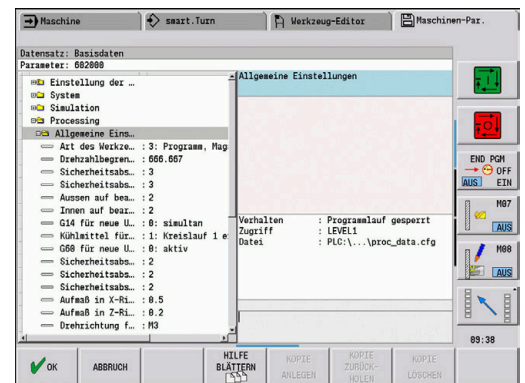 Maschine
smart.Turn
Werkzeug-Editor
Maschinen-Par.
Datensatz: Basisdaten
Parameter: 602000
Einstellung der …
System
Simulation
Processing
Allgemeine Eins…
Art des Werkze… : 3: Programm, Mag
Drehzahlbegren… : 666.667
Sicherheitsabs… : 3
Sicherheitsabs… : 3
Aussen auf bea… : 2
Innen auf bear… : 2
G14 für neue U… : 0: simultan
Kühlmittel für… : 1: Kreislauf 1 e
G60 für neue U… : 0: aktiv
Sicherheitsabs… : 2
Sicherheitsabs… : 2
Aufmaß in X-Ri… : 0.5
Aufmaß in Z-Ri… : 0.2
Drehrichtung f… : M3
Allgemeine Einstellungen
Verhalten : Programlauf gesperrt
Zugriff : LEVEL1
Datei : PLC:\...\proc_data.cfg
END PGM
OFF
AUS EIN
M07
AUS
M08
AUS
09:38
OK
ABBRUCH
HILFE BLÄTTERN
KOPIE ANLEGEN
KOPIE ZURÜCK-HOLEN
KOPIE LÖSCHEN